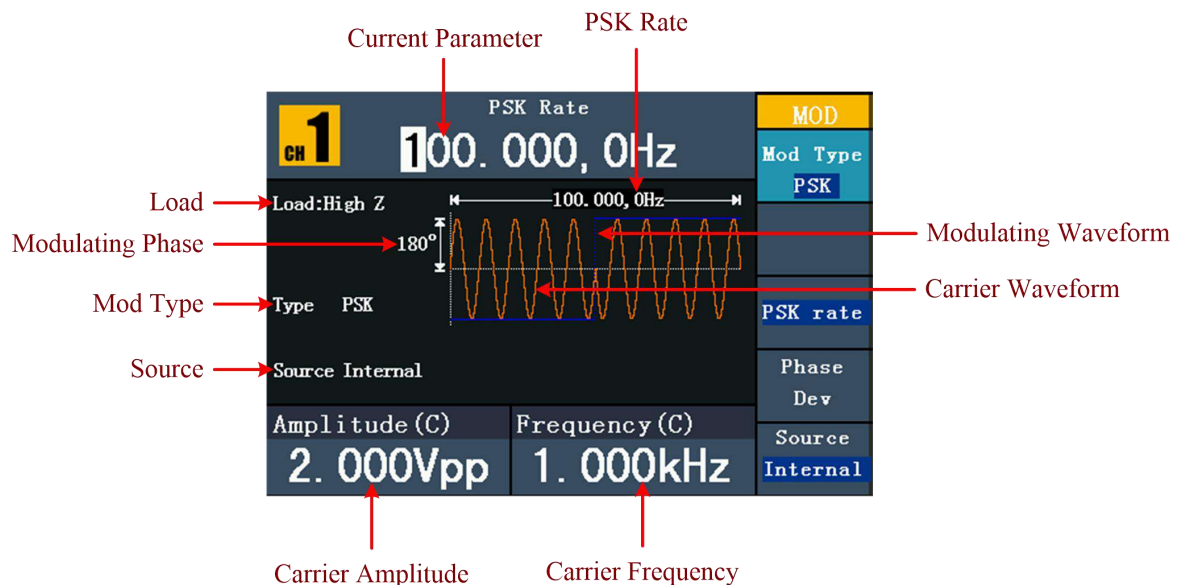 PSK Rate
Current Parameter
PSK Rate
MOD
CH 1
100.000,0Hz
Mod Type
PSK
Load
Load:High Z
100.000,0Hz
Modulating Phase
180°
Modulating Waveform
Carrier Waveform
Mod Type
Type PSK
PSK rate
Source
Source Internal
Phase
Dev
Amplitude(C)
Frequency(C)
Source
2.000Vpp
1.000kHz
Internal
Carrier Amplitude
Carrier Frequency